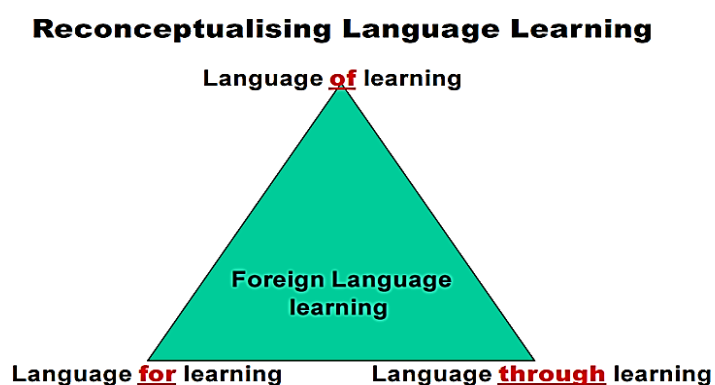 Reconceptualising Language Learning
Language of learning
Foreign Language
learning
Language for learning
Language through learning